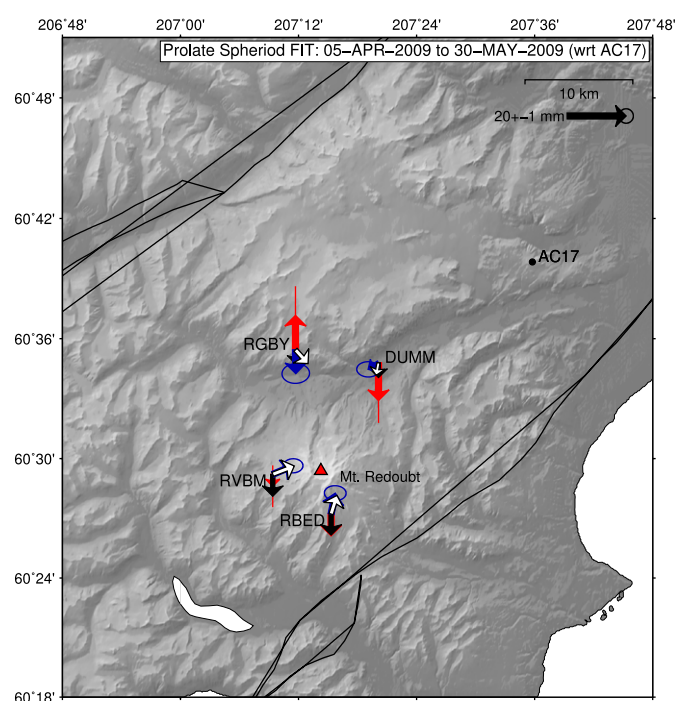 206°48' 207°00' 207°12' 207°24' 207°36' 207°48'
Prolate Spheriod FIT: 05−APR−2009 to 30−MAY−2009 (wrt AC17)
60°48'
10 km
20+−1 mm
60°42'
AC17
60°36'
RGBY
DUMM
60°30'
RVBM
Mt. Redoubt
RBED
60°24'
60°18'